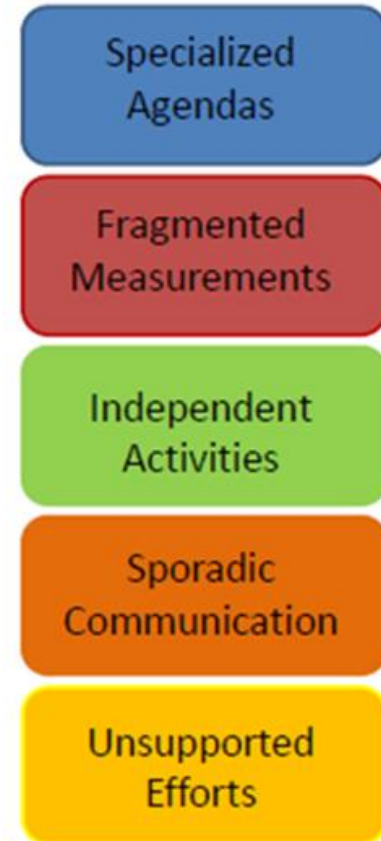 Specialized
Agendas
Fragmented
Measurements
Independent
Activities
Sporadic
Communication
Unsupported
Efforts